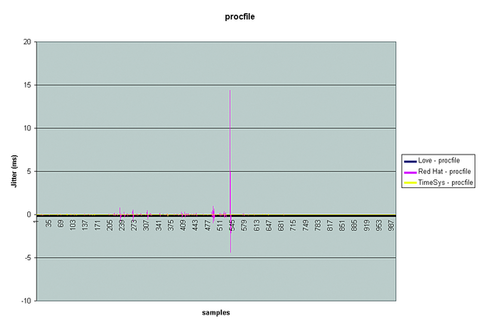 procfile
20
15
10
5
0
-5
-10
Jitter (ms)
1 35 69 103 137 171 205 239 273 307 341 375 409 443 477 511 545 579 613 647 681 715 749 783 817 851 885 919 953 987
samples
Love - procfile
Red Hat - procfile
TimeSys - procfile